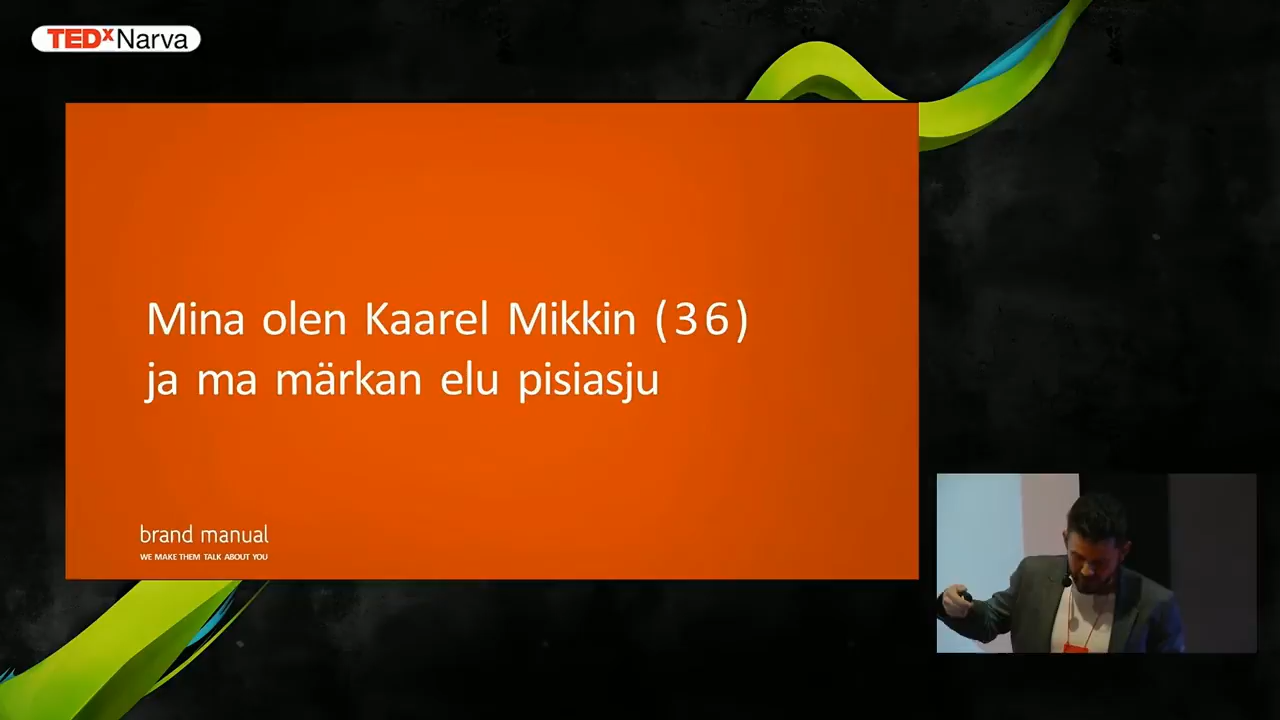 TEDxNarva
Mina olen Kaarel Mikkin (36)
ja ma märkan elu pisiasju
brand manual
WE MAKE THEM TALK ABOUT YOU